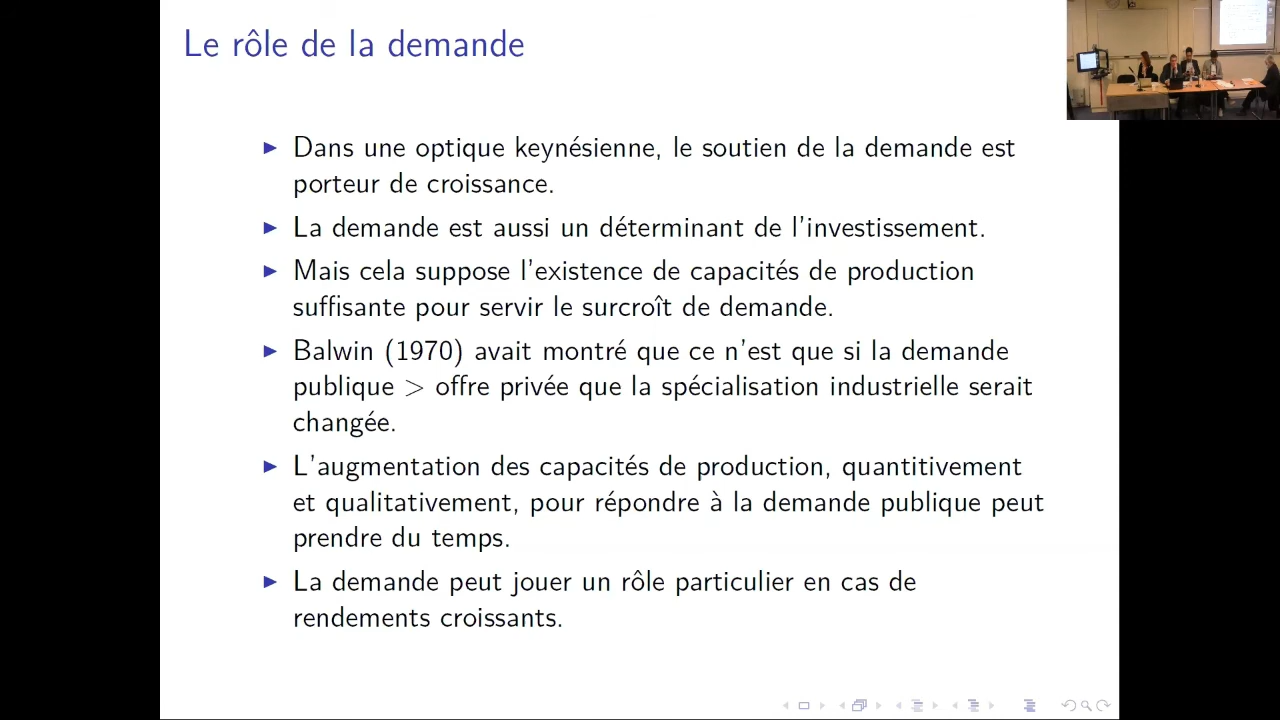 Le rôle de la demande
Dans une optique keynésienne, le soutien de la demande est
porteur de croissance.
La demande est aussi un déterminant de l'investissement.
Mais cela suppose l'existence de capacités de production
suffisante pour servir le surcroît de demande.
Balwin (1970) avait montré que ce n'est que si la demande
publique > offre privée que la spécialisation industrielle serait
changée.
L'augmentation des capacités de production, quantitivement
et qualitativement, pour répondre à la demande publique peut
prendre du temps.
La demande peut jouer un rôle particulier en cas de
rendements croissants.